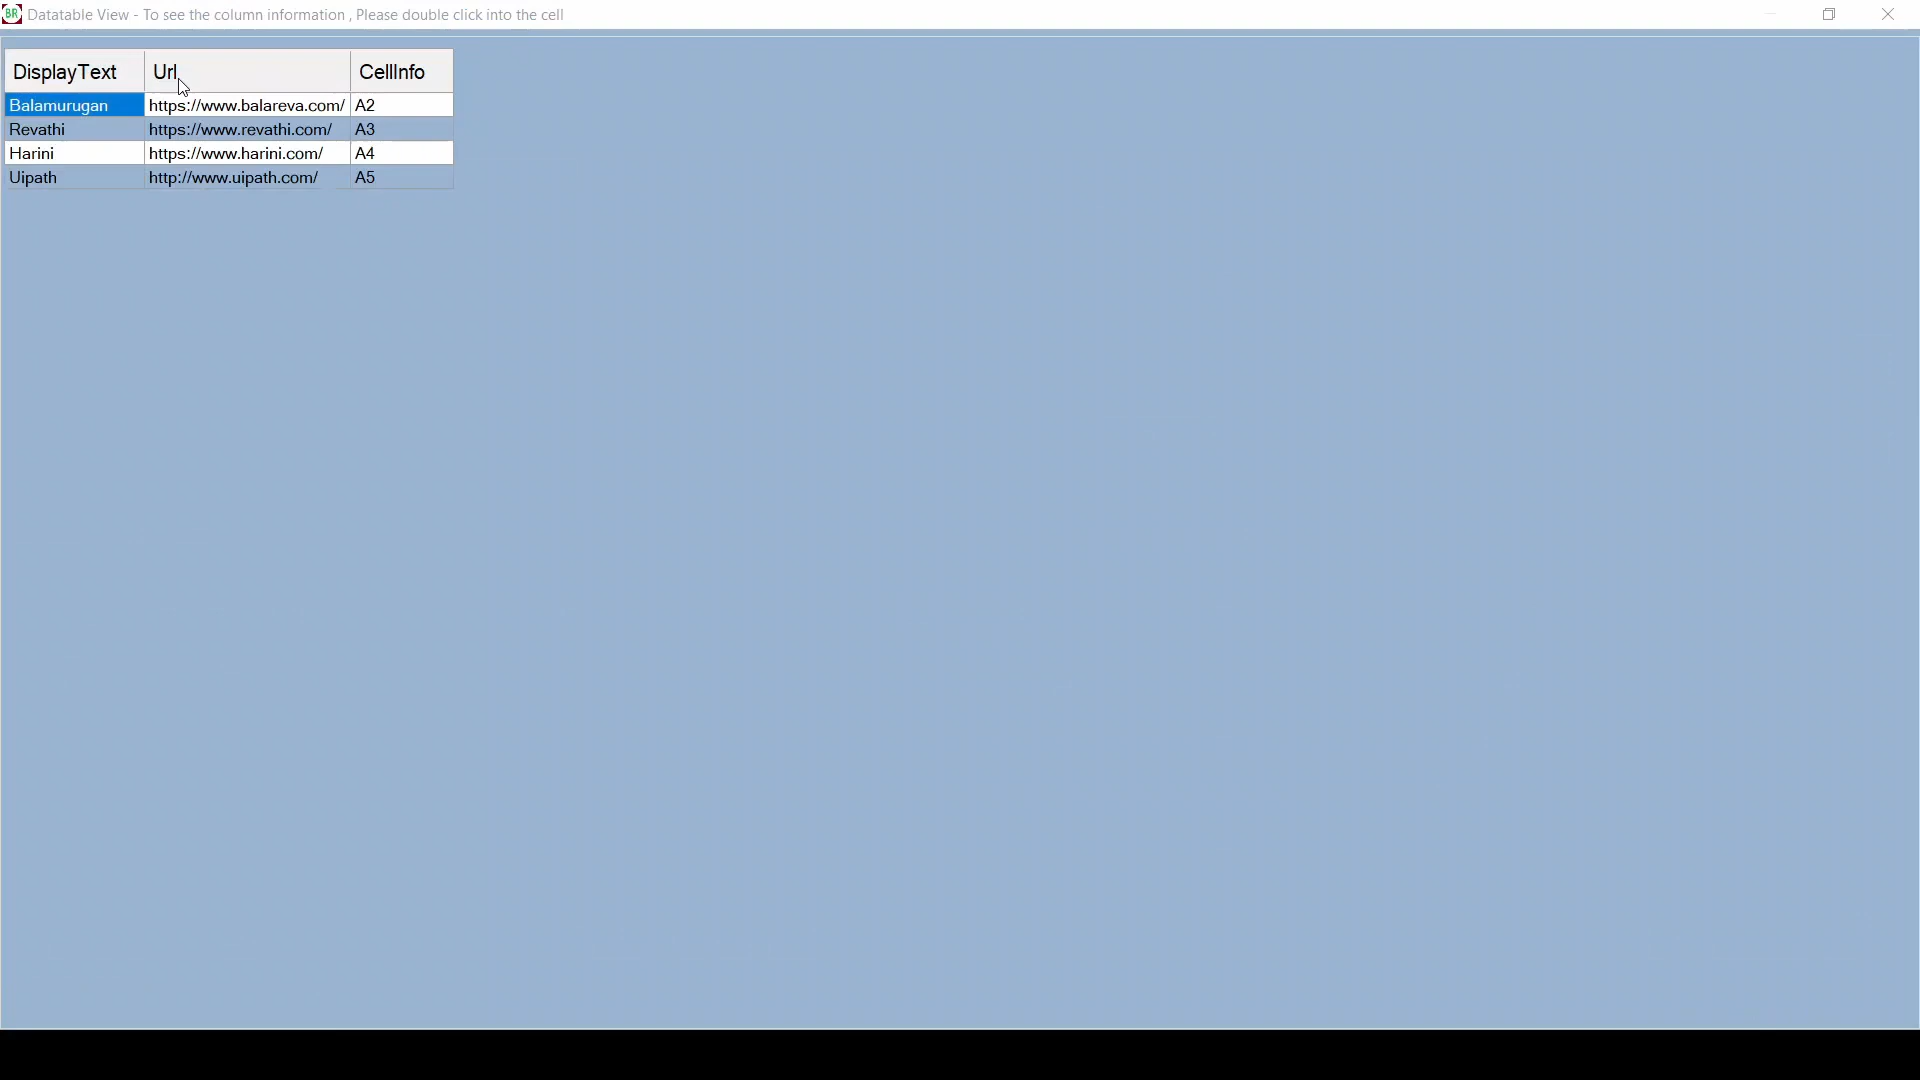 BR Datatable View - To see the column information , Please double click into the cell
DisplayText Url CellInfo
Balamurugan https://www.balareva.com/ A2
Revathi https://www.revathi.com/ A3
Harini https://www.harini.com/ A4
Uipath http://www.uipath.com/ A5